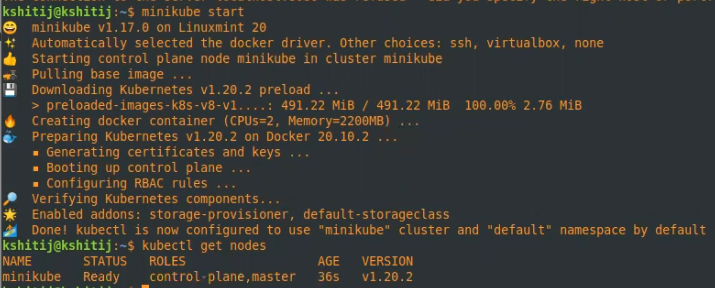 kshitij@kshitij:~$ minikube start
😄 minikube v1.17.0 on Linuxmint 20
✨ Automatically selected the docker driver. Other choices: ssh, virtualbox, none
👍 Starting control plane node minikube in cluster minikube
🚜 Pulling base image ...
💾 Downloading Kubernetes v1.20.2 preload ...
> preloaded-images-k8s-v8-v1....: 491.22 MiB / 491.22 MiB 100.00% 2.76 MiB
🔥 Creating docker container (CPUs=2, Memory=2200MB) ...
🐳 Preparing Kubernetes v1.20.2 on Docker 20.10.2 ...
▪ Generating certificates and keys ...
▪ Booting up control plane ...
▪ Configuring RBAC rules ...
🔎 Verifying Kubernetes components...
🌟 Enabled addons: storage-provisioner, default-storageclass
🏄 Done! kubectl is now configured to use "minikube" cluster and "default" namespace by default
kshitij@kshitij:~$ kubectl get nodes
NAME STATUS ROLES AGE VERSION
minikube Ready control-plane,master 36s v1.20.2